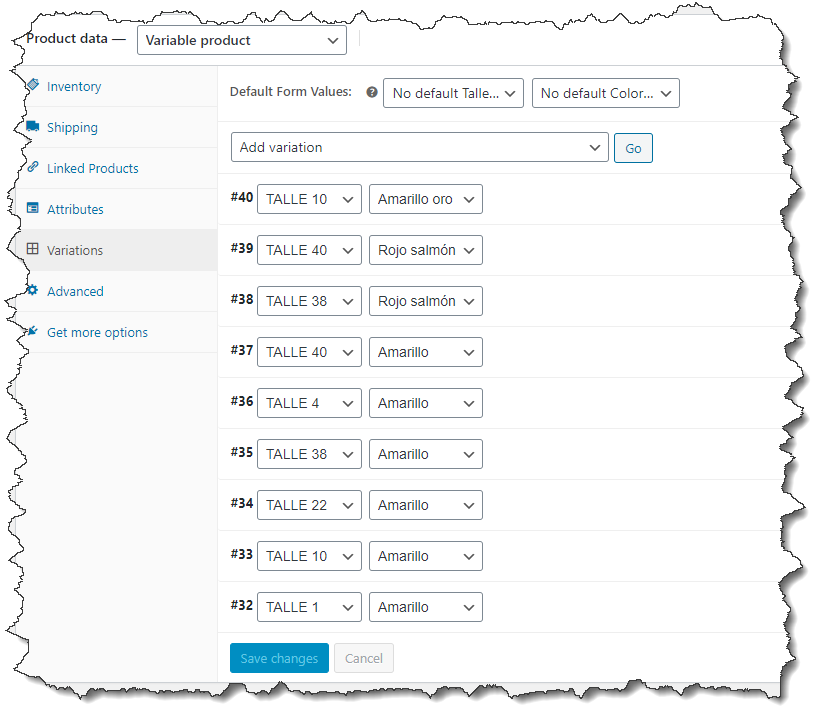 Product data — Variable product
Inventory
Shipping
Linked Products
Attributes
Variations
Advanced
Get more options
Default Form Values: ? No default Talle... No default Color...
Add variation Go
#40 TALLE 10 Amarillo oro
#39 TALLE 40 Rojo salmón
#38 TALLE 38 Rojo salmón
#37 TALLE 40 Amarillo
#36 TALLE 4 Amarillo
#35 TALLE 38 Amarillo
#34 TALLE 22 Amarillo
#33 TALLE 10 Amarillo
#32 TALLE 1 Amarillo
Save changes Cancel